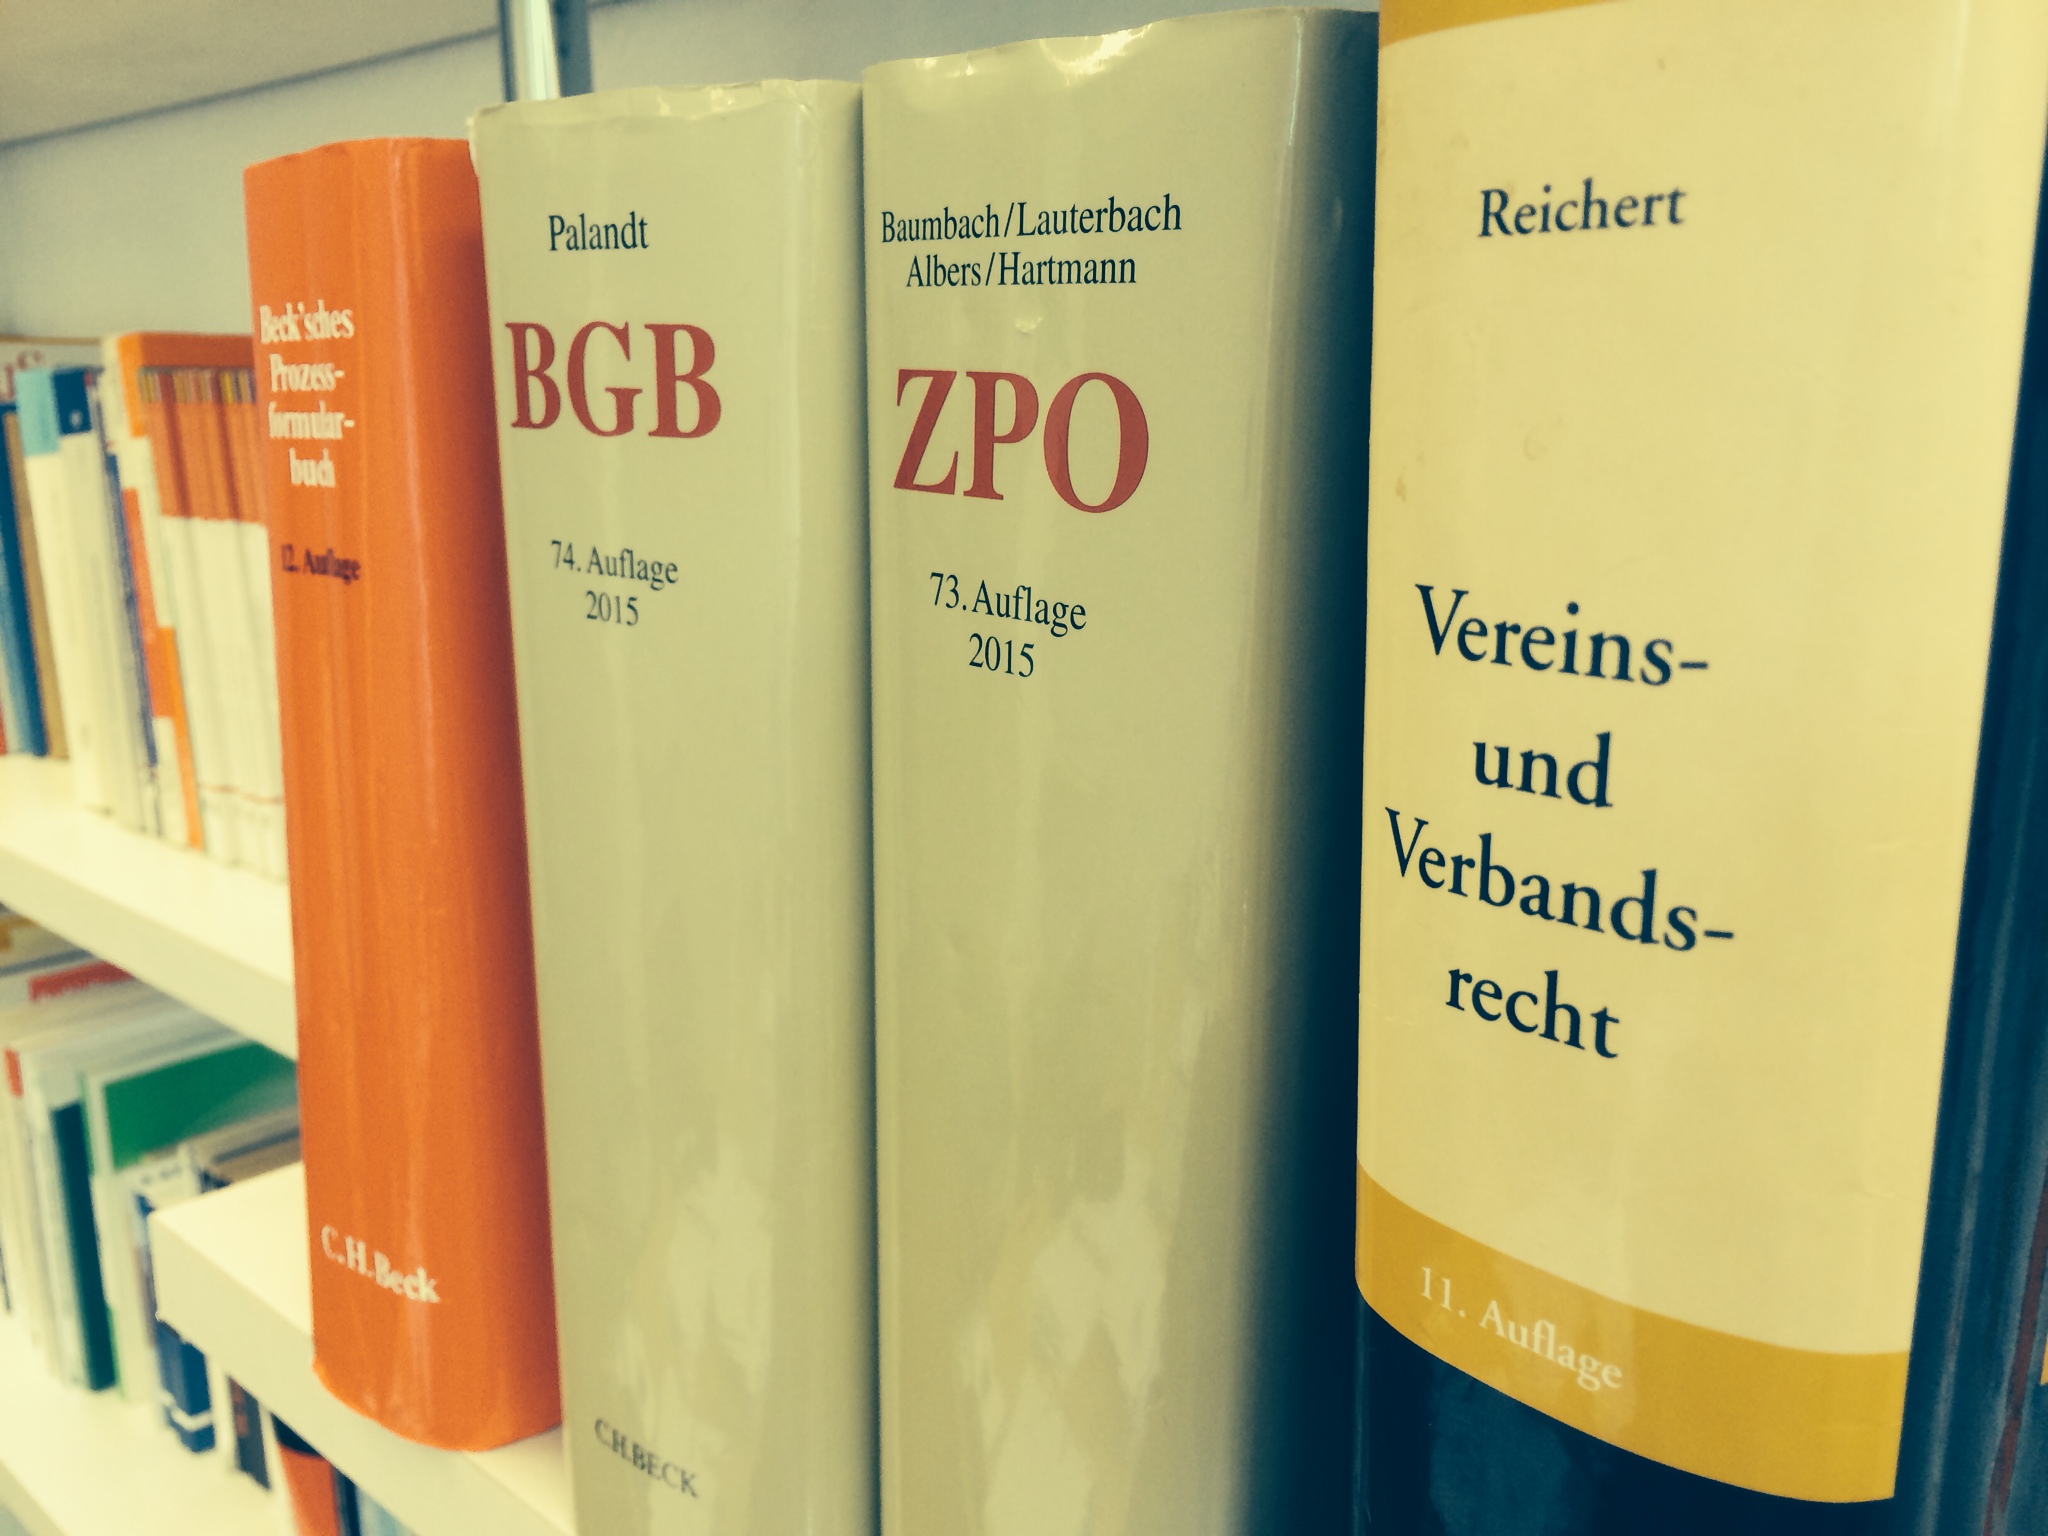 Beck'sches
Prozess-
formular-
buch
12. Auflage
C.H.Beck
Palandt
BGB
74. Auflage
2015
C.H.BECK
Baumbach/Lauterbach
Albers/Hartmann
ZPO
73. Auflage
2015
Reichert
Vereins-
und
Verbands-
recht
11. Auflage